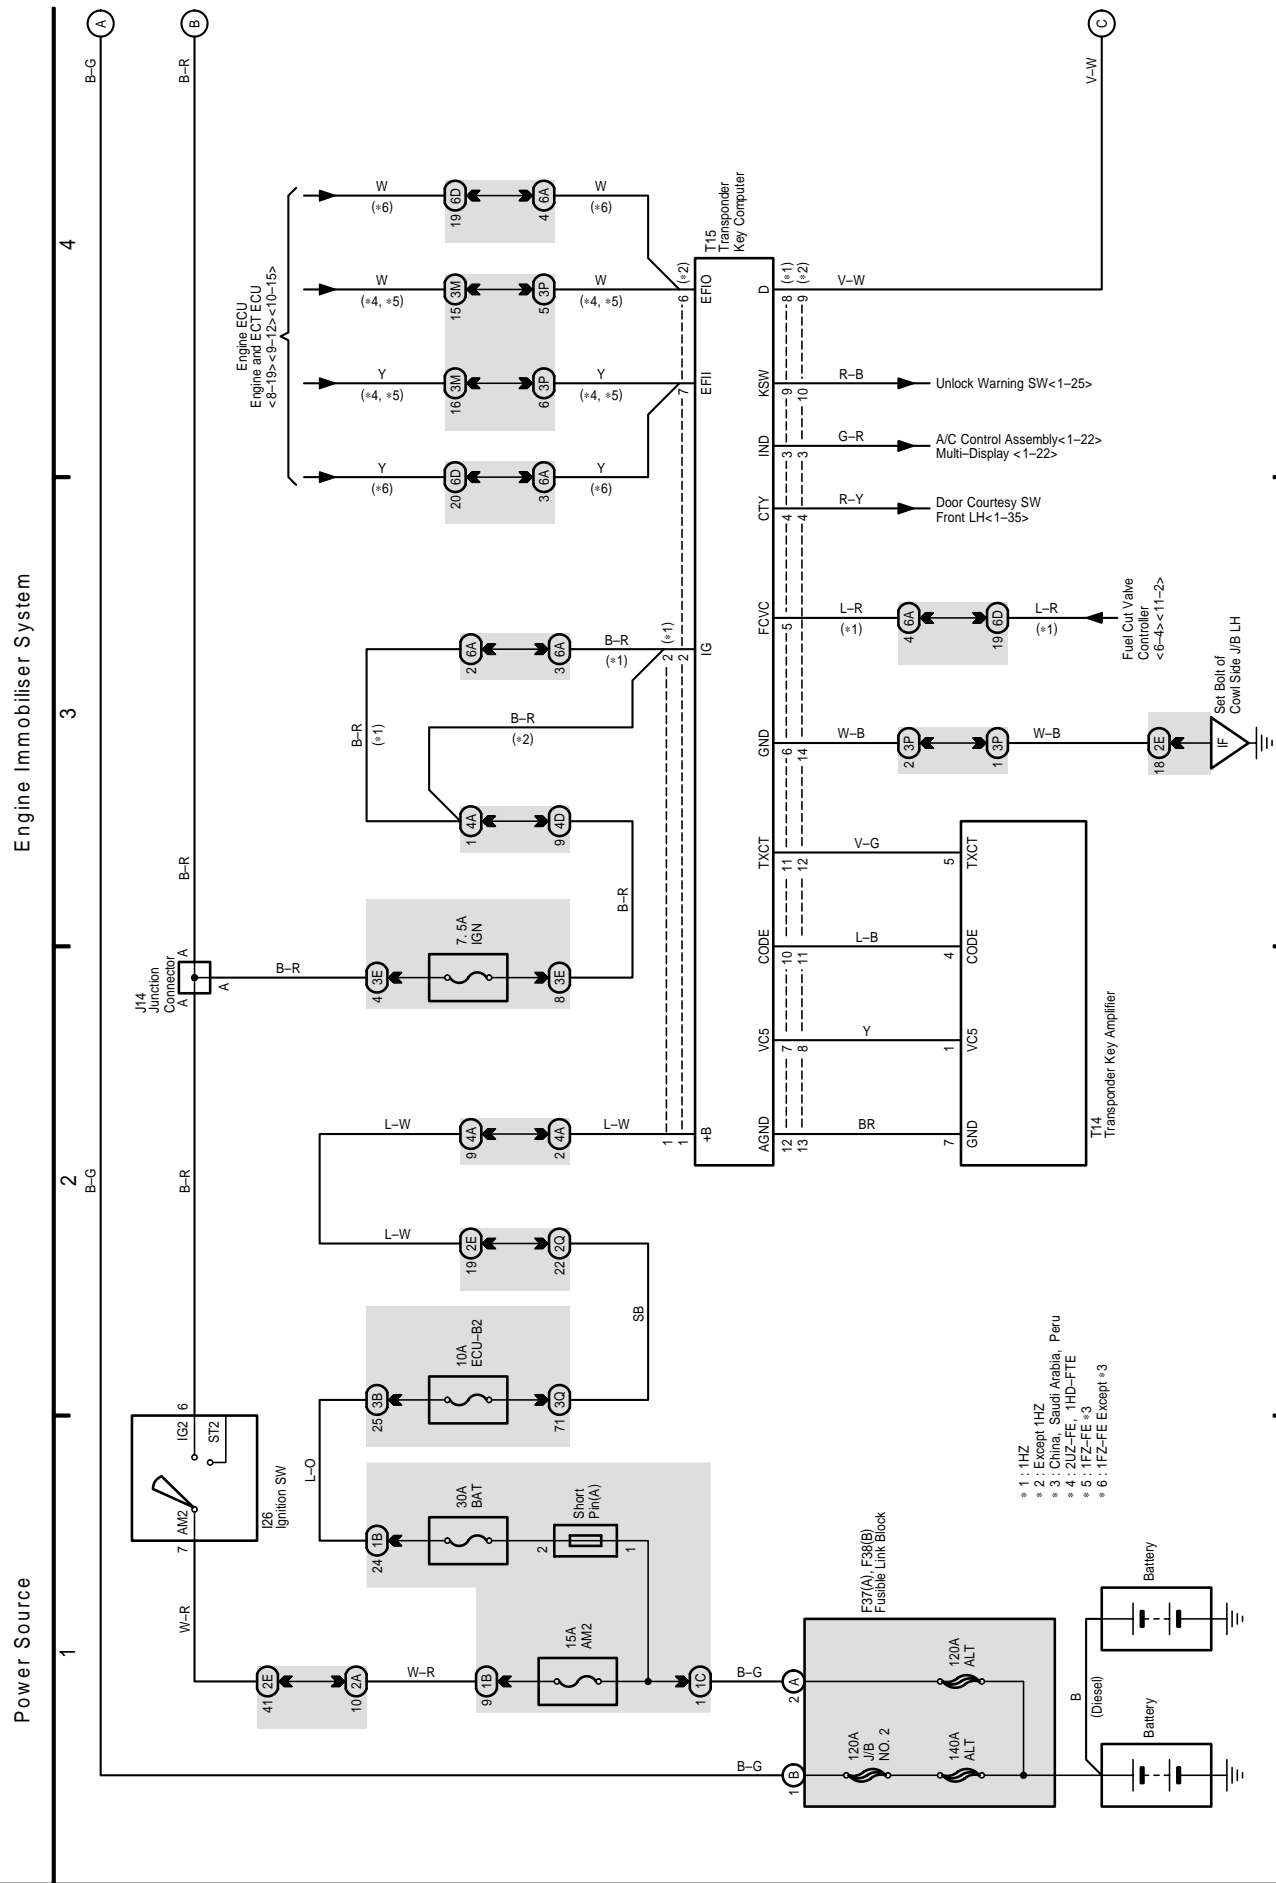 Power Source
Engine Immobiliser System
1
2
3
4
B–G
B–G
A
W–R
7
AM2
IG2
6
ST2
I26
Ignition SW
B–R
A
A
A
J14
Junction
Connector
B–R
B–R
B
41
2E
10
2A
W–R
9
1B
15A
AM2
1
1C
B–G
24
1B
30A
BAT
2
Short
Pin(A)
1
L–O
25
3B
10A
ECU–B2
71
3Q
SB
19
2E
22
2Q
L–W
L–W
9
4A
2
4A
L–W
B–R
4
3E
7. 5A
IGN
8
3E
B–R
1
4A
9
4D
B–R
(*1)
B–R
(*2)
2
6A
3
6A
B–R
(*1)
Engine ECU
Engine and ECT ECU
<8–19><9–12><10–15>
Y
(*6)
20
6D
3
6A
Y
(*6)
Y
(*4, *5)
16
3M
6
3P
Y
(*4, *5)
W
(*4, *5)
15
3M
5
3P
W
(*4, *5)
W
(*6)
19
6D
4
6A
W
(*6)
1
1
+B
2
(*1)
2
IG
7
EFII
6
(*2)
EFIO
T15
Transponder
Key Computer
AGND
12
13
VC5
7
8
CODE
10
11
TXCT
11
12
GND
6
14
FCVC
5
CTY
4
4
IND
3
3
KSW
9
10
D
8
(*1)
9
(*2)
BR
Y
L–B
V–G
7
GND
1
VC5
4
CODE
5
TXCT
T14
Transponder Key Amplifier
W–B
2
3P
1
3P
W–B
18
2E
IF
Set Bolt of
Cowl Side J/B LH
L–R
(*1)
4
6A
19
6D
L–R
(*1)
Fuel Cut Valve
Controller
<6–4><11–2>
R–Y
Door Courtesy SW
Front LH<1–35>
G–R
A/C Control Assembly<1–22>
Multi–Display <1–22>
R–B
Unlock Warning SW<1–25>
V–W
V–W
C
B–G
1
B
2
A
F37(A), F38(B)
Fusible Link Block
120A
J/B
NO. 2
140A
ALT
120A
ALT
B
(Diesel)
Battery
Battery
* 1 : 1HZ
* 2 : Except 1HZ
* 3 : China, Saudi Arabia, Peru
* 4 : 2UZ–FE, 1HD–FTE
* 5 : 1FZ–FE *3
* 6 : 1FZ–FE Except *3